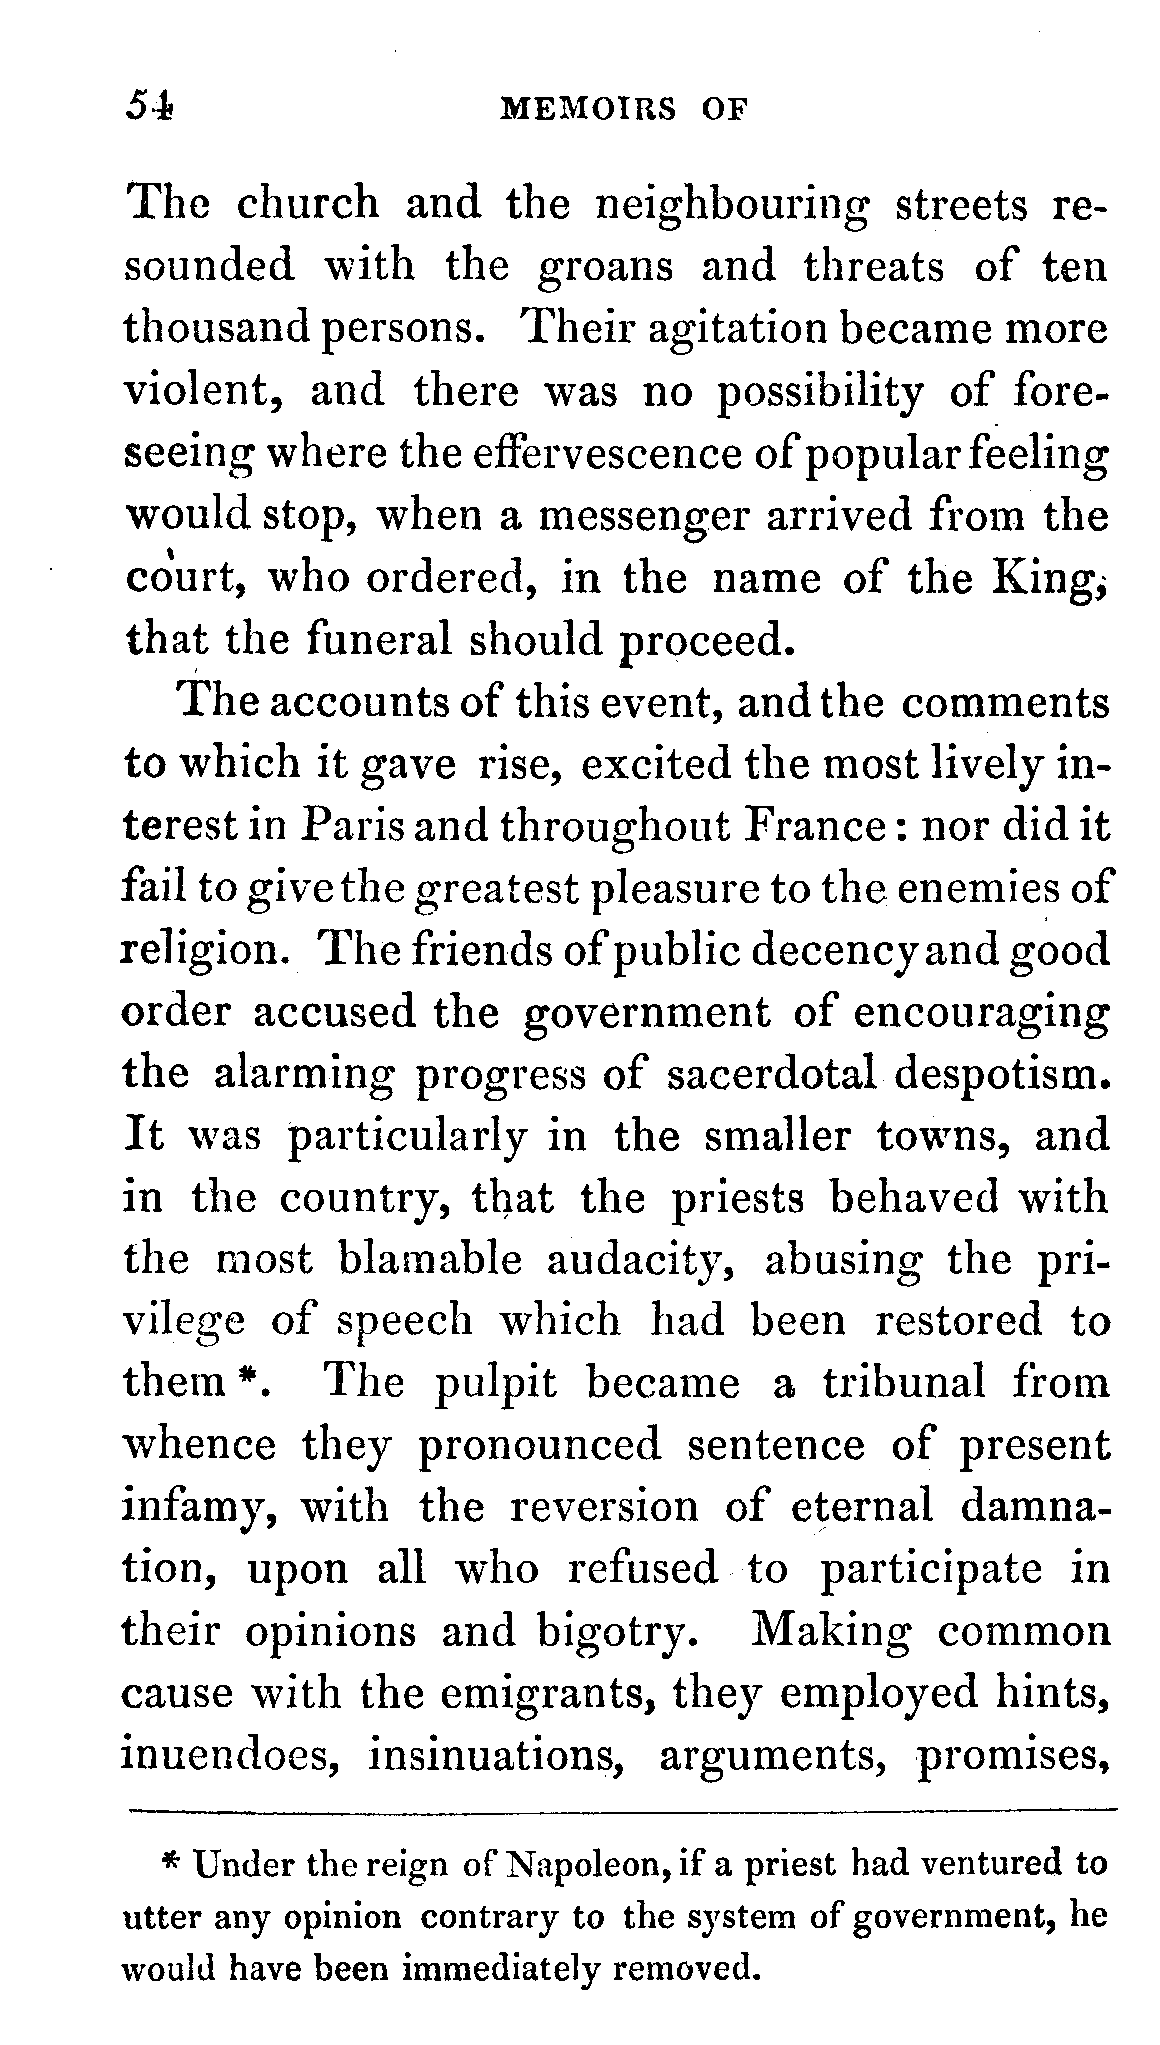 54 MEMOIRS OF
The church and the neighbouring streets re-
sounded with the groans and threats of ten
thousand persons. Their agitation became more
violent, and there was no possibility of fore-
seeing where the effervescence of popular feeling
would stop, when a messenger arrived from the
court, who ordered, in the name of the King,
that the funeral should proceed.
The accounts of this event, and the comments
to which it gave rise, excited the most lively in-
terest in Paris and throughout France : nor did it
fail to give the greatest pleasure to the enemies of
religion. The friends of public decency and good
order accused the government of encouraging
the alarming progress of sacerdotal despotism.
It was particularly in the smaller towns, and
in the country, that the priests behaved with
the most blamable audacity, abusing the pri-
vilege of speech which had been restored to
them *. The pulpit became a tribunal from
whence they pronounced sentence of present
infamy, with the reversion of eternal damna-
tion, upon all who refused to participate in
their opinions and bigotry. Making common
cause with the emigrants, they employed hints,
inuendoes, insinuations, arguments, promises,
* Under the reign of Napoleon, if a priest had ventured to
utter any opinion contrary to the system of government, he
would have been immediately removed.